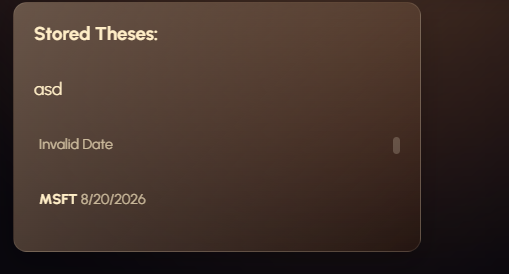 Stored Theses:
asd
Invalid Date
MSFT 8/20/2026